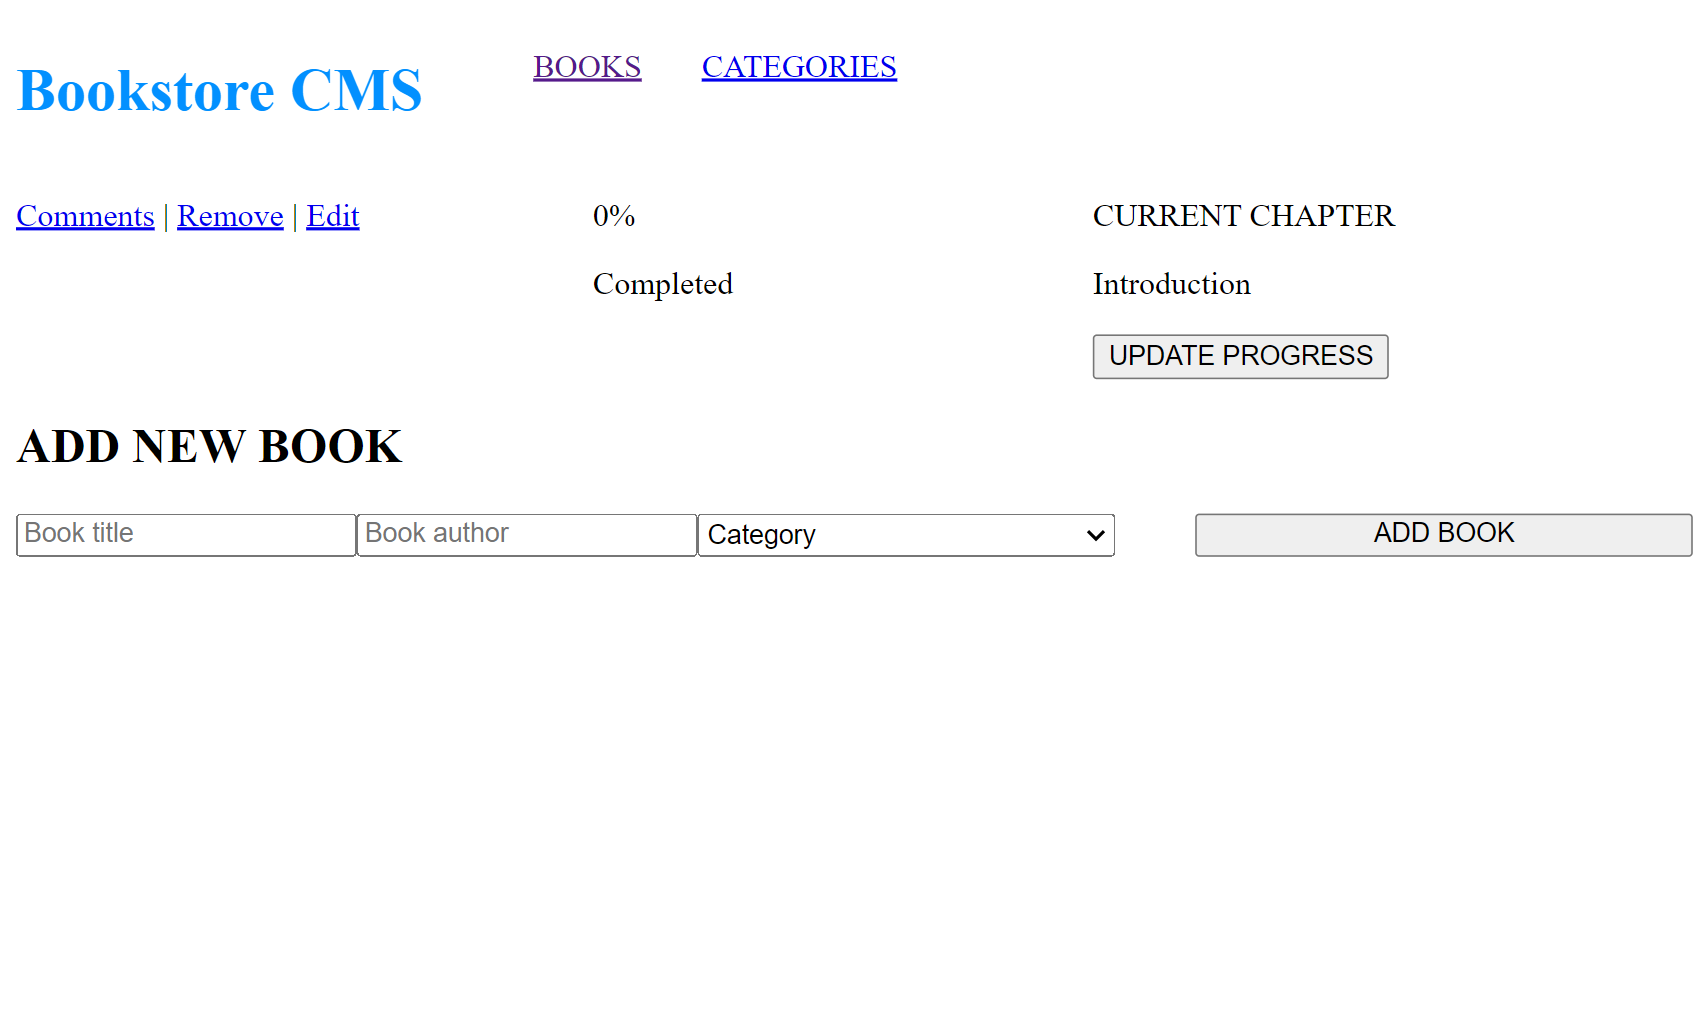 Bookstore CMS
BOOKS
CATEGORIES
Comments | Remove | Edit
0%
Completed
CURRENT CHAPTER
Introduction
UPDATE PROGRESS
ADD NEW BOOK
Book title
Book author
Category
ADD BOOK